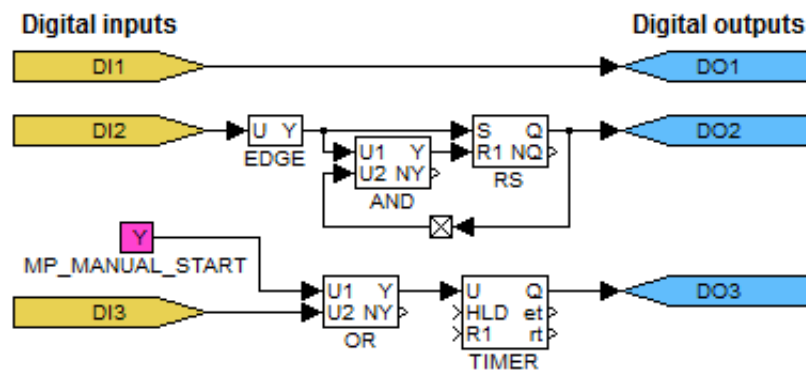 Digital inputs
Digital outputs
DI1
DO1
DI2
U Y
EDGE
U1 Y
U2 NY
AND
S Q
R1 NQ
RS
DO2
Y
MP_MANUAL_START
DI3
U1 Y
U2 NY
OR
U Q
HLD et
R1 rt
TIMER
DO3